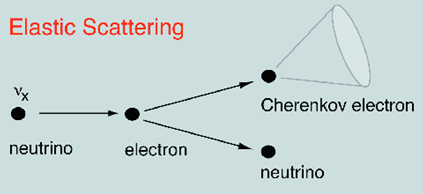 Elastic Scattering
νx
Cherenkov electron
neutrino
electron
neutrino